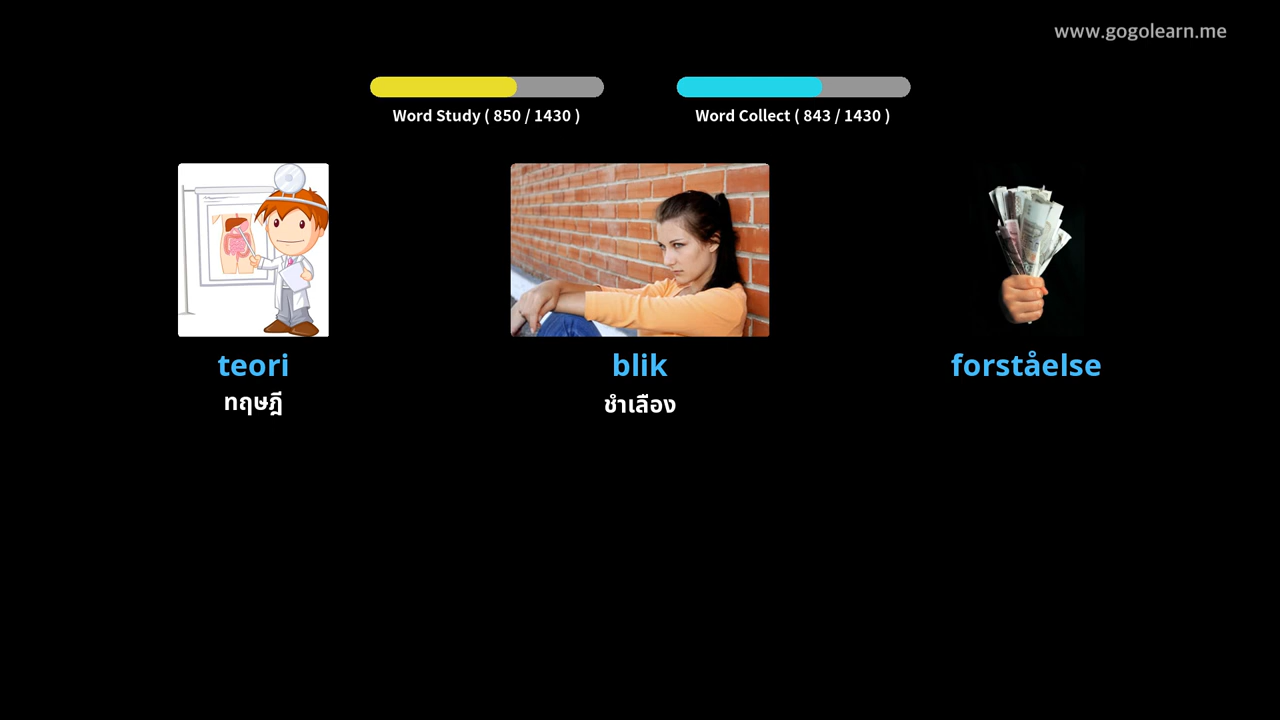 www.gogolearn.me
Word Study ( 850 / 1430 )
Word Collect ( 843 / 1430 )
teori
blik
forståelse
ทฤษฎี
ชำเลือง